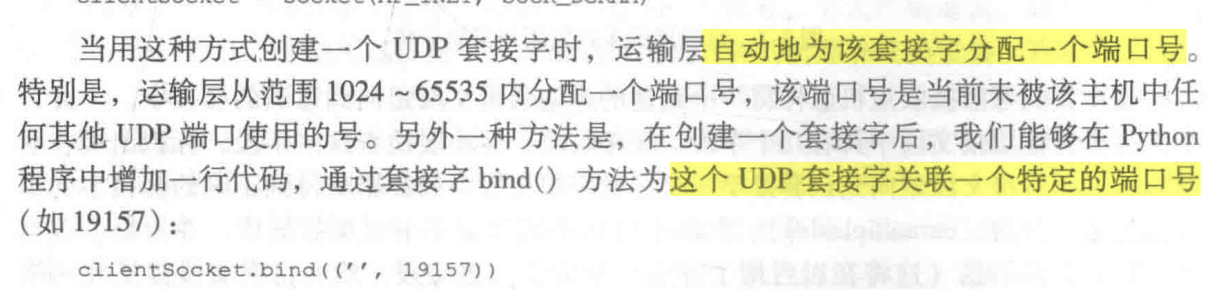 当用这种方式创建一个 UDP 套接字时，运输层自动地为该套接字分配一个端口号。
特别是，运输层从范围 1024 ~ 65535 内分配一个端口号，该端口号是当前未被该主机中任
何其他 UDP 端口使用的号。另外一种方法是，在创建一个套接字后，我们能够在 Python
程序中增加一行代码，通过套接字 bind() 方法为这个 UDP 套接字关联一个特定的端口号
(如 19157)：
clientSocket.bind(('', 19157))